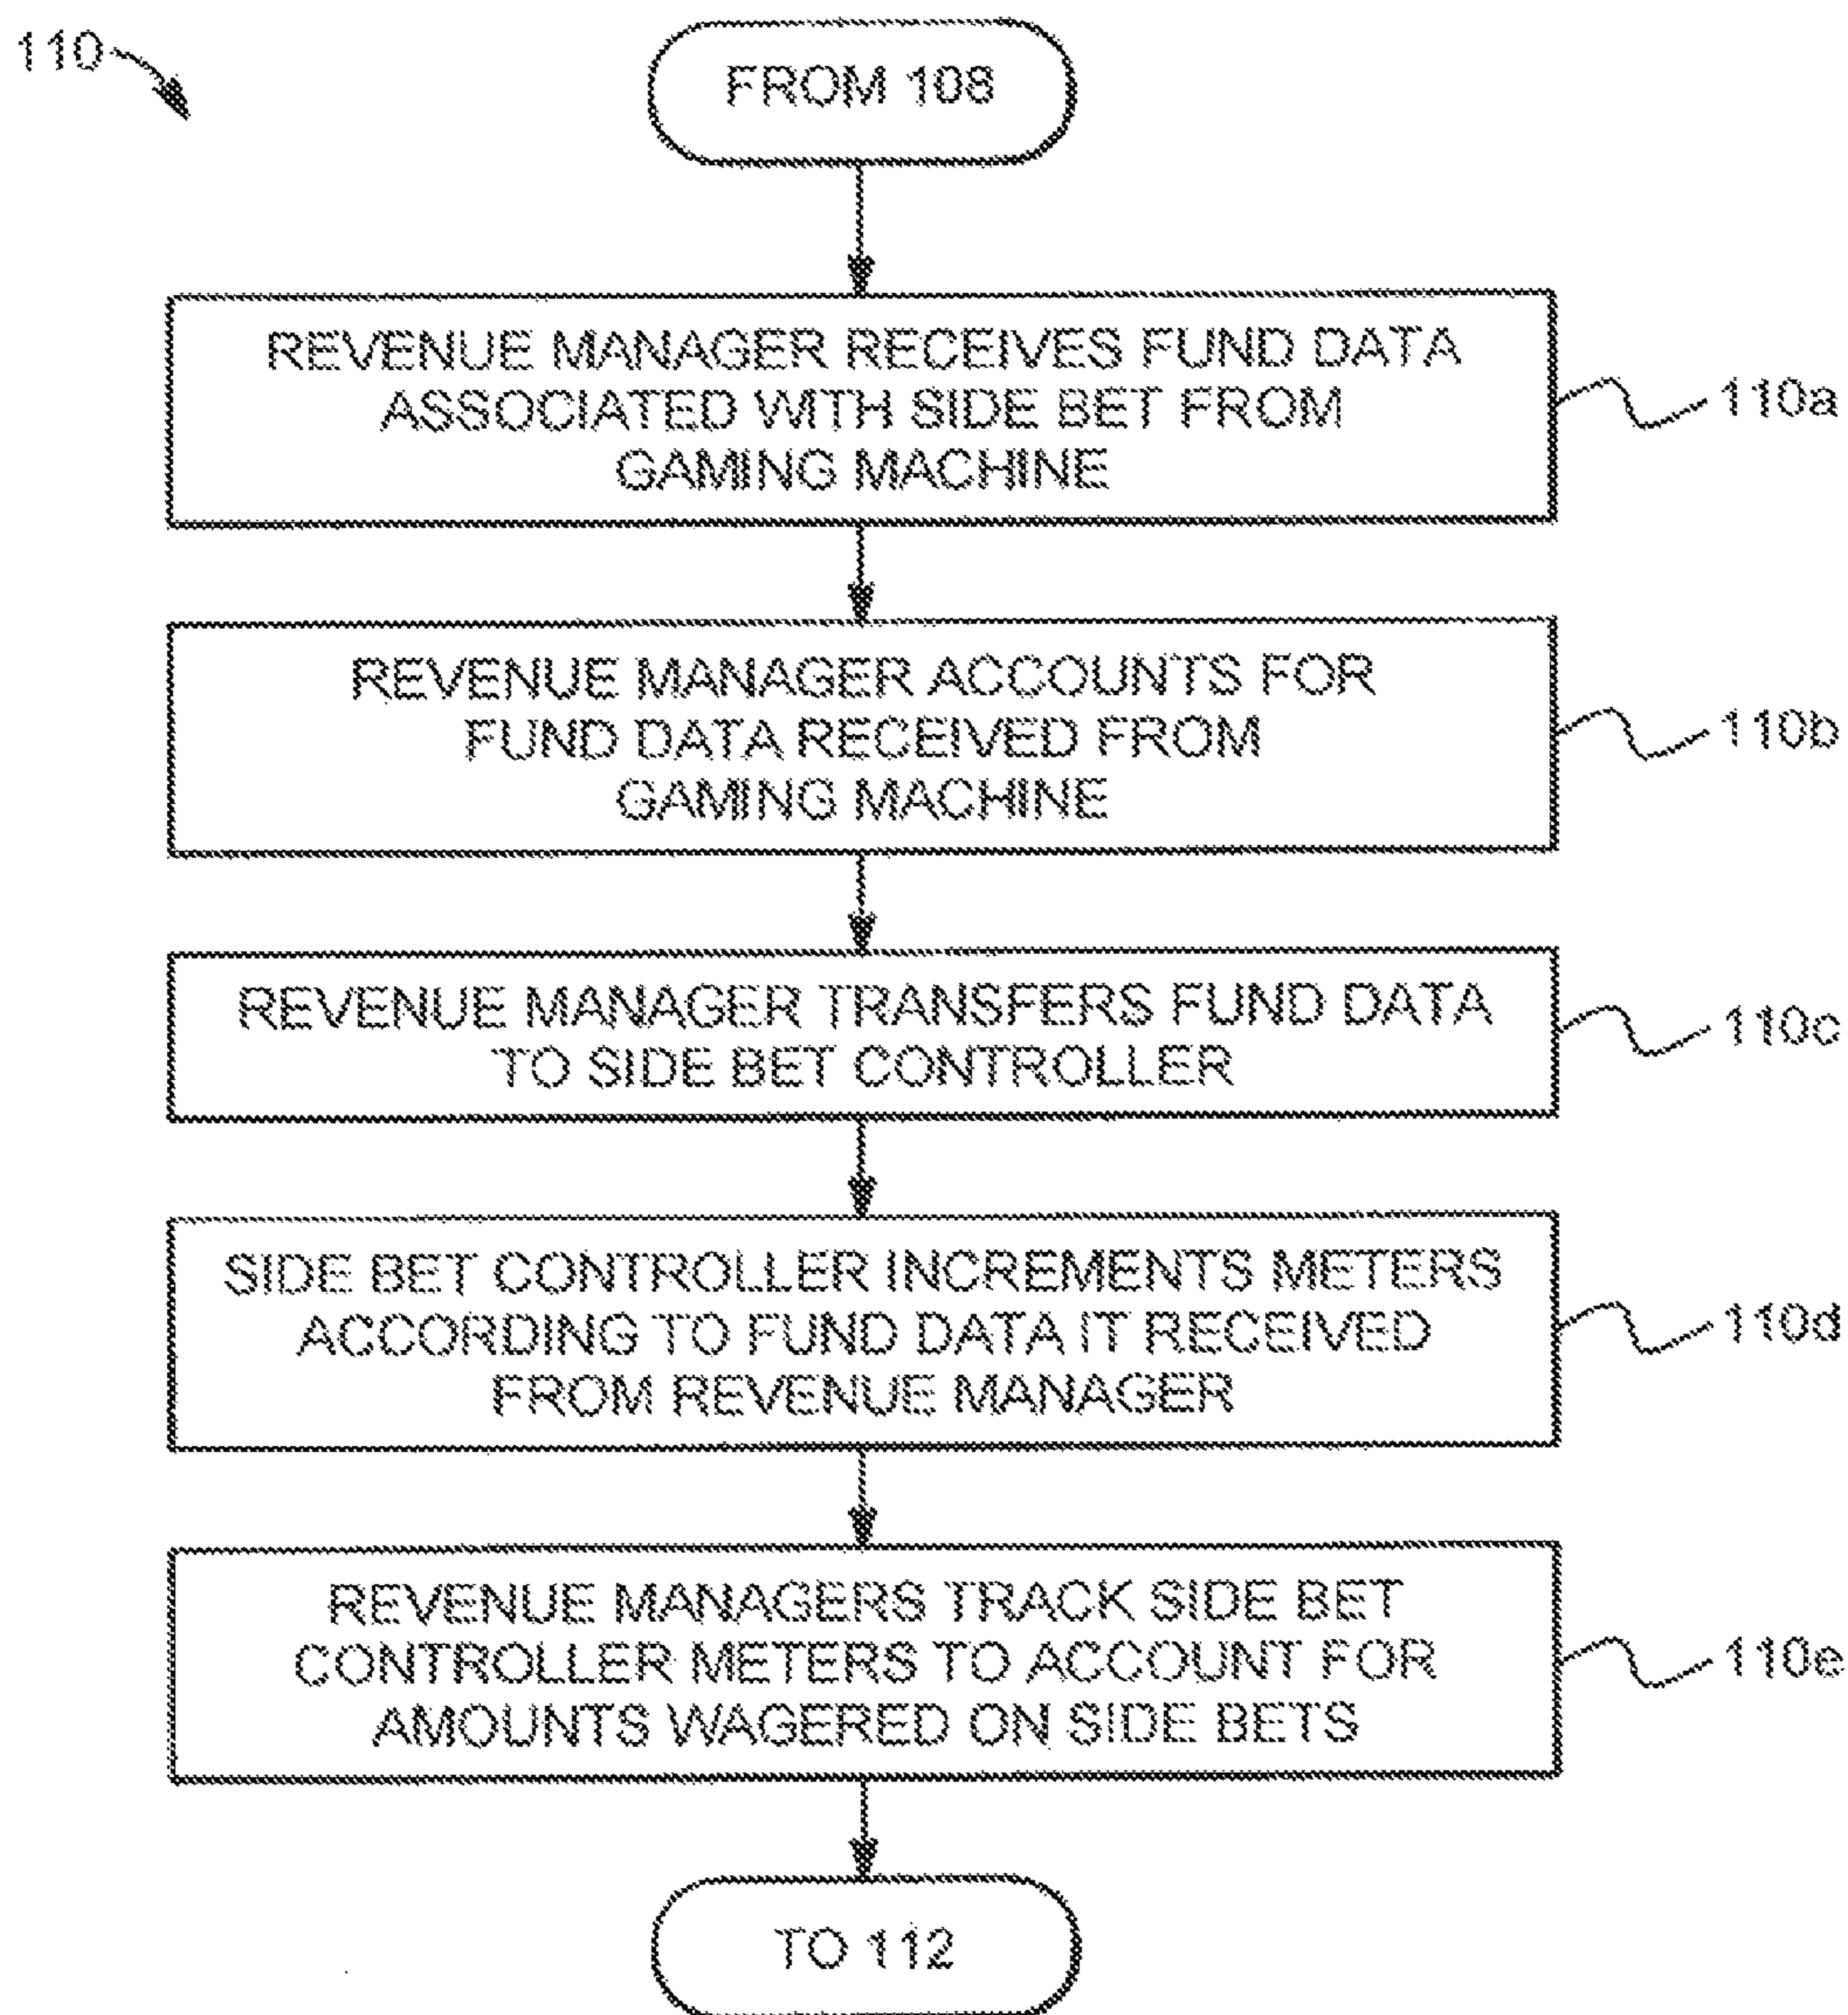 110
FROM 108
REVENUE MANAGER RECEIVES FUND DATA
ASSOCIATED WITH SIDE BET FROM
GAMING MACHINE
110a
REVENUE MANAGER ACCOUNTS FOR
FUND DATA RECEIVED FROM
GAMING MACHINE
110b
REVENUE MANAGER TRANSFERS FUND DATA
TO SIDE BET CONTROLLER
110c
SIDE BET CONTROLLER INCREMENTS METERS
ACCORDING TO FUND DATA IT RECEIVED
FROM REVENUE MANAGER
110d
REVENUE MANAGERS TRACK SIDE BET
CONTROLLER METERS TO ACCOUNT FOR
AMOUNTS WAGERED ON SIDE BETS
110e
TO 112